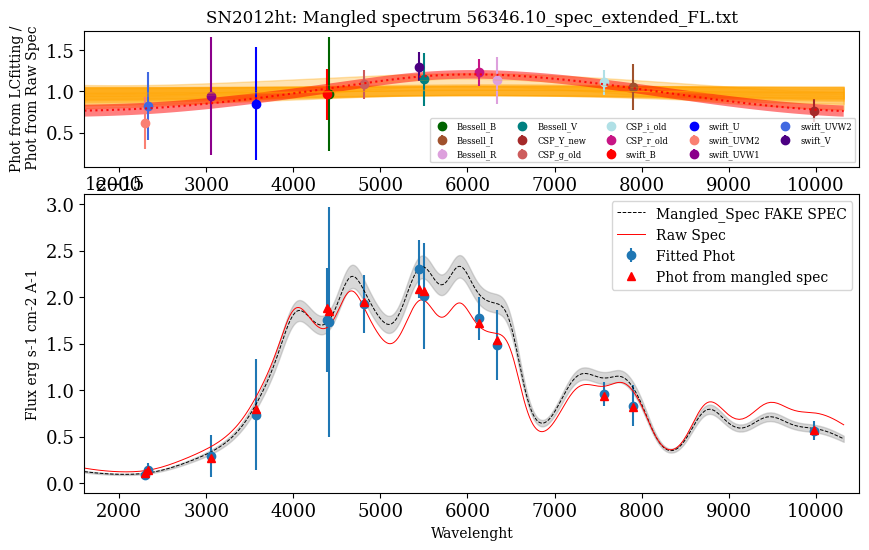 SN2012ht: Mangled spectrum 56346.10_spec_extended_FL.txt
Phot from LCfitting /
Phot from Raw Spec
1.5
1.0
0.5
Bessell_B Bessell_V CSP_i_old swift_U swift_UVW2
Bessell_I CSP_Y_new CSP_r_old swift_UVM2 swift_V
Bessell_R CSP_g_old swift_B swift_UVW1
2000 3000 4000 5000 6000 7000 8000 9000 10000
1e−15
3.0
2.5
2.0
1.5
1.0
0.5
0.0
Flux erg s-1 cm-2 A-1
Mangled_Spec FAKE SPEC
Raw Spec
Fitted Phot
Phot from mangled spec
2000 3000 4000 5000 6000 7000 8000 9000 10000
Wavelenght